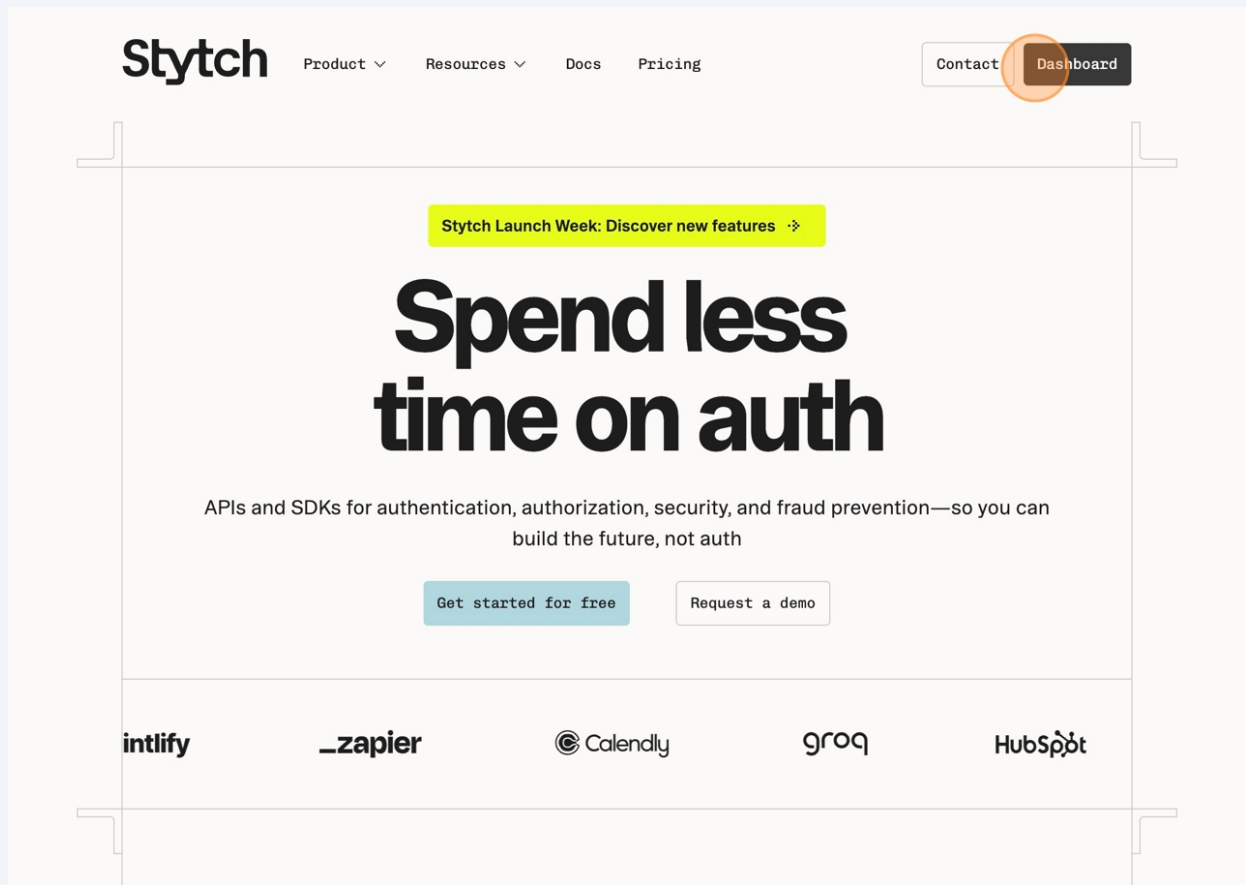 Stytch Product Resources Docs Pricing Contact Dashboard
Stytch Launch Week: Discover new features
Spend less
time on auth
APIs and SDKs for authentication, authorization, security, and fraud prevention—so you can
build the future, not auth
Get started for free Request a demo
intlify zapier Calendly groq HubSpot